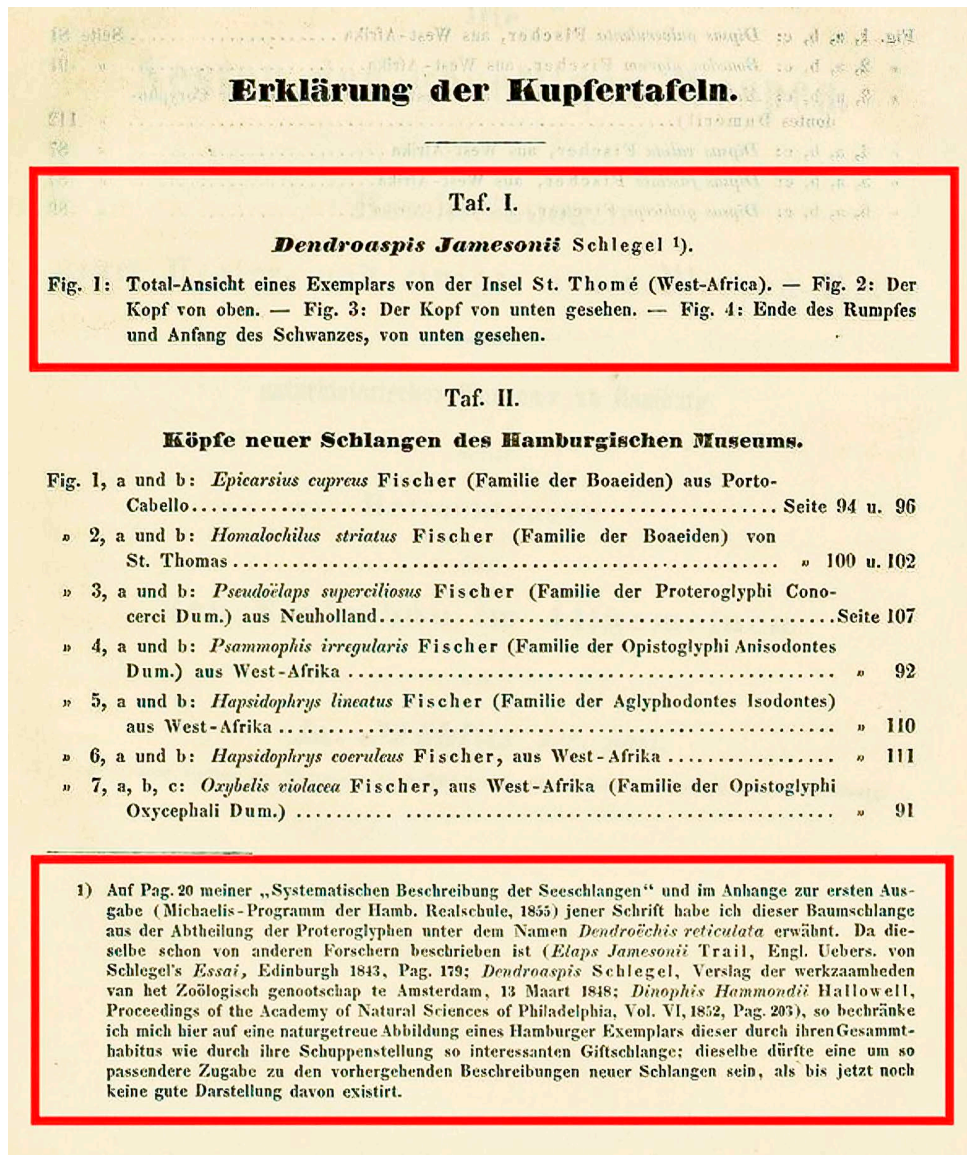 Erklärung der Kupfertafeln.
Taf. I.
Dendroaspis Jamesonii Schlegel ¹).
Fig. 1: Total-Ansicht eines Exemplars von der Insel St. Thomé (West-Africa). — Fig. 2: Der
Kopf von oben. — Fig. 3: Der Kopf von unten gesehen. — Fig. 4: Ende des Rumpfes
und Anfang des Schwanzes, von unten gesehen.
Taf. II.
Köpfe neuer Schlangen des Hamburgischen Museums.
Fig. 1, a und b: Epicarsius cupreus Fischer (Familie der Boaeiden) aus Porto-
Cabello........................................................ Seite 94 u. 96
„ 2, a und b: Homalochilus striatus Fischer (Familie der Boaeiden) von
St. Thomas ........................................................ „ 100 u. 102
„ 3, a und b: Pseudoëlaps superciliosus Fischer (Familie der Proteroglyphi Cono-
cerci Dum.) aus Neuholland.............................................Seite 107
„ 4, a und b: Psammophis irregularis Fischer (Familie der Opistoglyphi Anisodontes
Dum.) aus West-Afrika ................................................ „ 92
„ 5, a und b: Hapsidophrys lineatus Fischer (Familie der Aglyphodontes Isodontes)
aus West-Afrika ...................................................... „ 110
„ 6, a und b: Hapsidophrys coeruleus Fischer, aus West-Afrika ................. „ 111
„ 7, a, b, c: Oxybelis violacea Fischer, aus West-Afrika (Familie der Opistoglyphi
Oxycephali Dum.) .......... ........................................ „ 91
1) Auf Pag. 20 meiner „Systematischen Beschreibung der Seeschlangen“ und im Anhange zur ersten Aus-
gabe (Michaelis-Programm der Hamb. Realschule, 1855) jener Schrift habe ich dieser Baumschlange
aus der Abtheilung der Proteroglyphen unter dem Namen Dendroëchis reticulata erwähnt. Da die-
selbe schon von anderen Forschern beschrieben ist (Elaps Jamesonii Trail, Engl. Uebers. von
Schlegel's Essai, Edinburgh 1843, Pag. 179; Dendroaspis Schlegel, Verslag der werkzaamheden
van het Zoölogisch genootschap te Amsterdam, 13 Maart 1848; Dinophis Hammondii Hallowell,
Proceedings of the Academy of Natural Sciences of Philadelphia, Vol. VI, 1852, Pag. 203), so bechränke
ich mich hier auf eine naturgetreue Abbildung eines Hamburger Exemplars dieser durch ihren Gesammt-
habitus wie durch ihre Schuppenstellung so interessanten Giftschlange; dieselbe dürfte eine um so
passendere Zugabe zu den vorhergehenden Beschreibungen neuer Schlangen sein, als bis jetzt noch
keine gute Darstellung davon existirt.